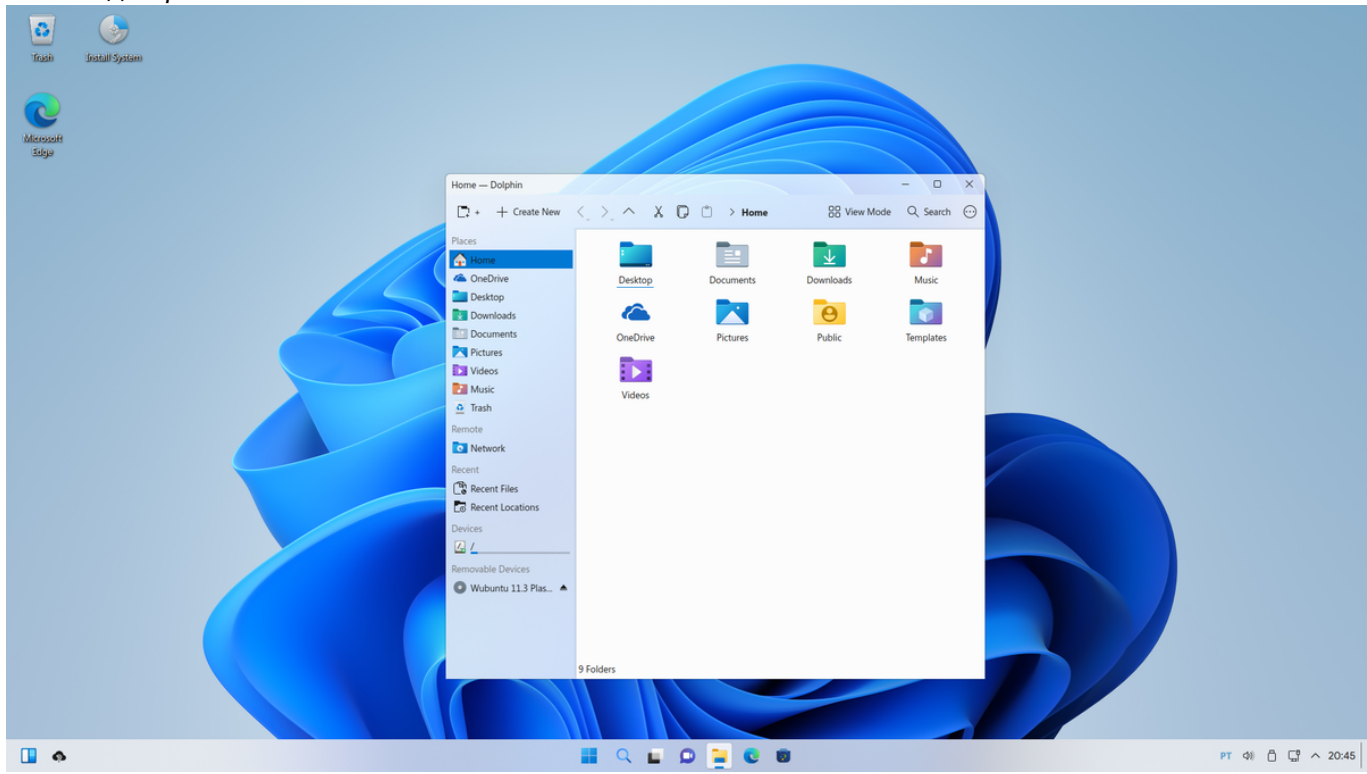 Trash
Install System
Microsoft
Edge
Home — Dolphin
+ Create New
Home
View Mode
Search
Places
Home
OneDrive
Desktop
Downloads
Documents
Pictures
Videos
Music
Trash
Remote
Network
Recent
Recent Files
Recent Locations
Devices
/
Removable Devices
Wubuntu 11.3 Plas...
Desktop
Documents
Downloads
Music
OneDrive
Pictures
Public
Templates
Videos
9 Folders
PT
20:45